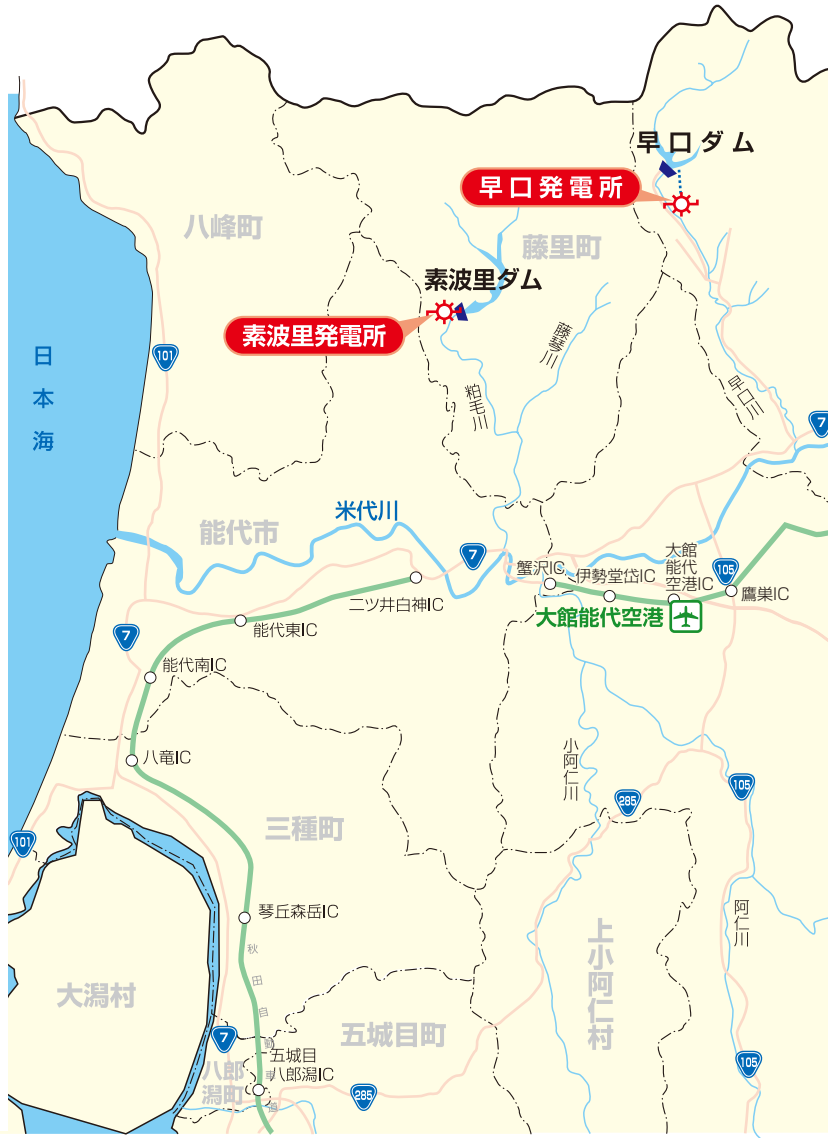 早口ダム
早口発電所
八峰町
藤里町
素波里ダム
素波里発電所
藤琴川
101
日本海
粕毛川
早口川
7
米代川
能代市
7
蟹沢IC
伊勢堂岱IC
大館
能代
空港IC
105
鷹巣IC
二ツ井白神IC
大館能代空港
能代東IC
7
能代南IC
八竜IC
小阿仁川
105
285
三種町
101
琴丘森岳IC
阿仁川
秋田自動車道
上小阿仁村
大潟村
7
五城目町
五城目
八郎潟IC
八郎
潟町
105
285